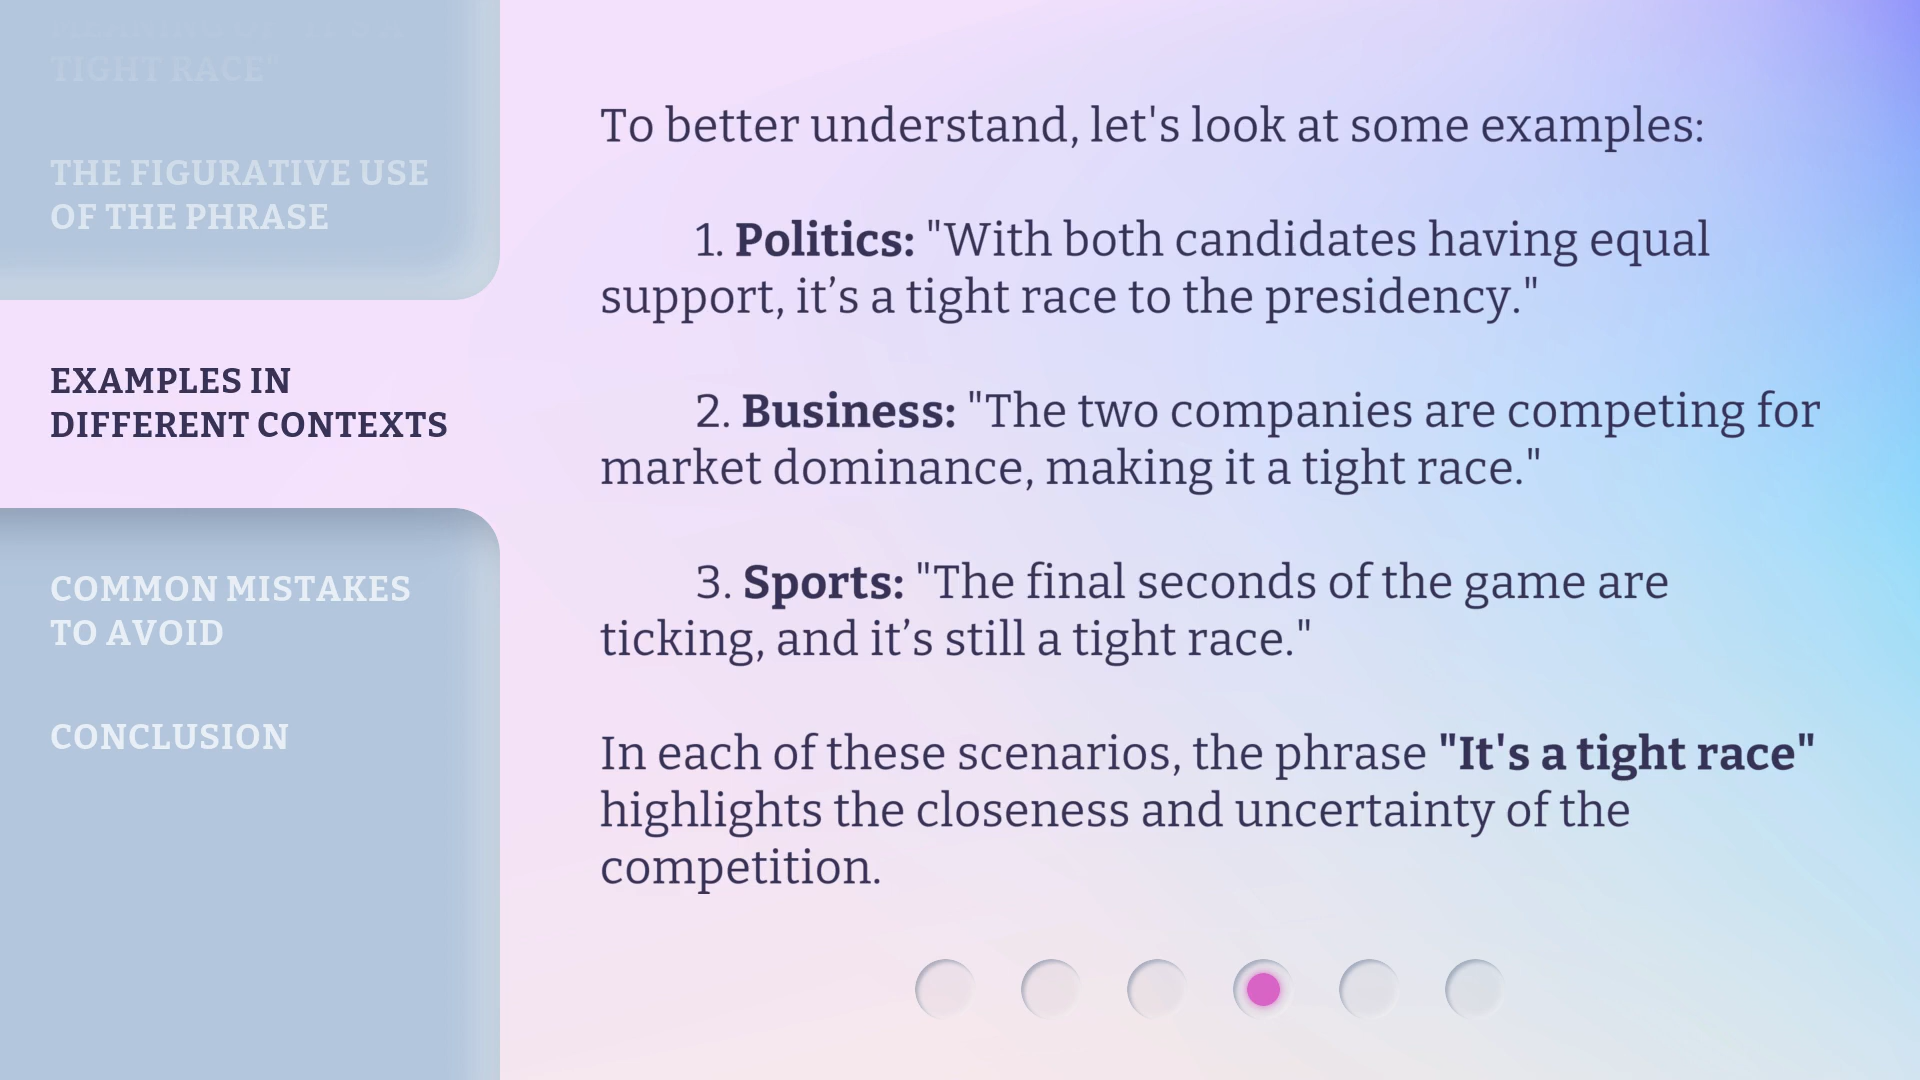 TIGHT RACE"
THE FIGURATIVE USE
OF THE PHRASE
EXAMPLES IN
DIFFERENT CONTEXTS
COMMON MISTAKES
TO AVOID
CONCLUSION
To better understand, let's look at some examples:
1. Politics: "With both candidates having equal
support, it’s a tight race to the presidency."
2. Business: "The two companies are competing for
market dominance, making it a tight race."
3. Sports: "The final seconds of the game are
ticking, and it’s still a tight race."
In each of these scenarios, the phrase "It's a tight race"
highlights the closeness and uncertainty of the
competition.